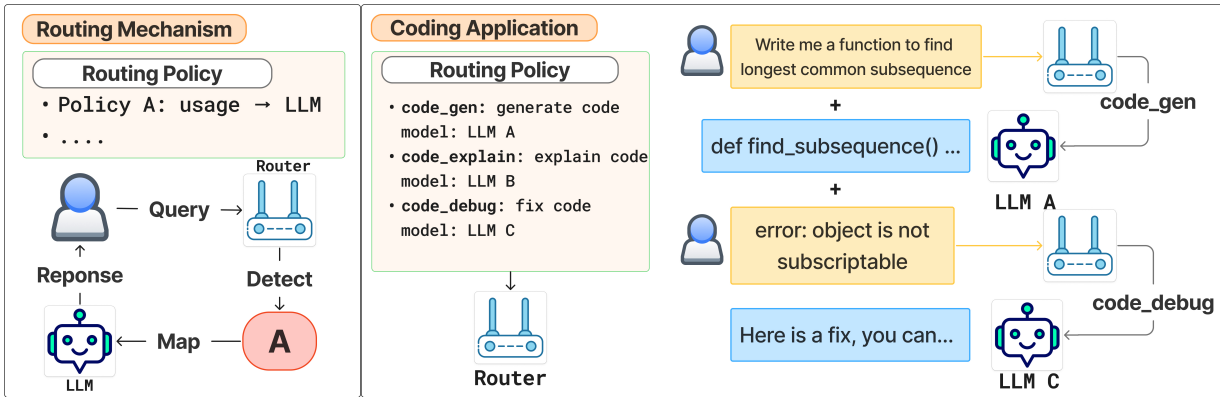 Routing Mechanism
Routing Policy
• Policy A: usage → LLM
• ....
Router
Query
Reponse
Detect
Map
A
LLM
Coding Application
Routing Policy
• code_gen: generate code
model: LLM A
• code_explain: explain code
model: LLM B
• code_debug: fix code
model: LLM C
Router
Write me a function to find
longest common subsequence
code_gen
+
def find_subsequence() ...
LLM A
+
error: object is not
subscriptable
code_debug
Here is a fix, you can...
LLM C